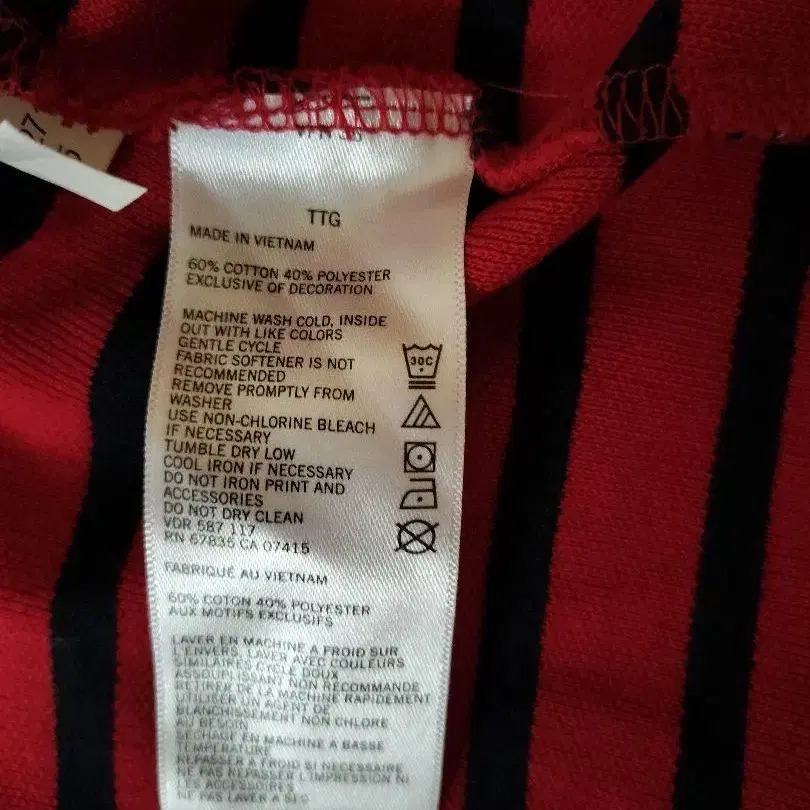 TTG
MADE IN VIETNAM
60% COTTON 40% POLYESTER
EXCLUSIVE OF DECORATION
MACHINE WASH COLD, INSIDE
OUT WITH LIKE COLORS
GENTLE CYCLE
FABRIC SOFTENER IS NOT
RECOMMENDED
REMOVE PROMPTLY FROM
WASHER
USE NON-CHLORINE BLEACH
IF NECESSARY
TUMBLE DRY LOW
COOL IRON IF NECESSARY
DO NOT IRON PRINT AND
ACCESSORIES
DO NOT DRY CLEAN
VDR 587 117
RN 67835 CA 07415
30C
FABRIQUÉ AU VIETNAM
60% COTON 40% POLYESTER
AUX MOTIFS EXCLUSIFS
LAVER EN MACHINE A FROID SUR
L'ENVERS, LAVER AVEC COULEURS
SIMILAIRES CYCLE DOUX
ASSOUPLISSANT NON RECOMMANDE
RETIRER DE LA MACHINE RAPIDEMENT
UTILISER UN AGENT DE
BLANCHISSEMENT NON CHLORE
AU BESOIN
SECHAGE EN MACHINE A BASSE
TEMPERATURE
REPASSER A FROID SI NECESSAIRE
NE PAS REPASSER L'IMPRESSION NI
LES ACCESSOIRES
NE PAS LAVER A SEC